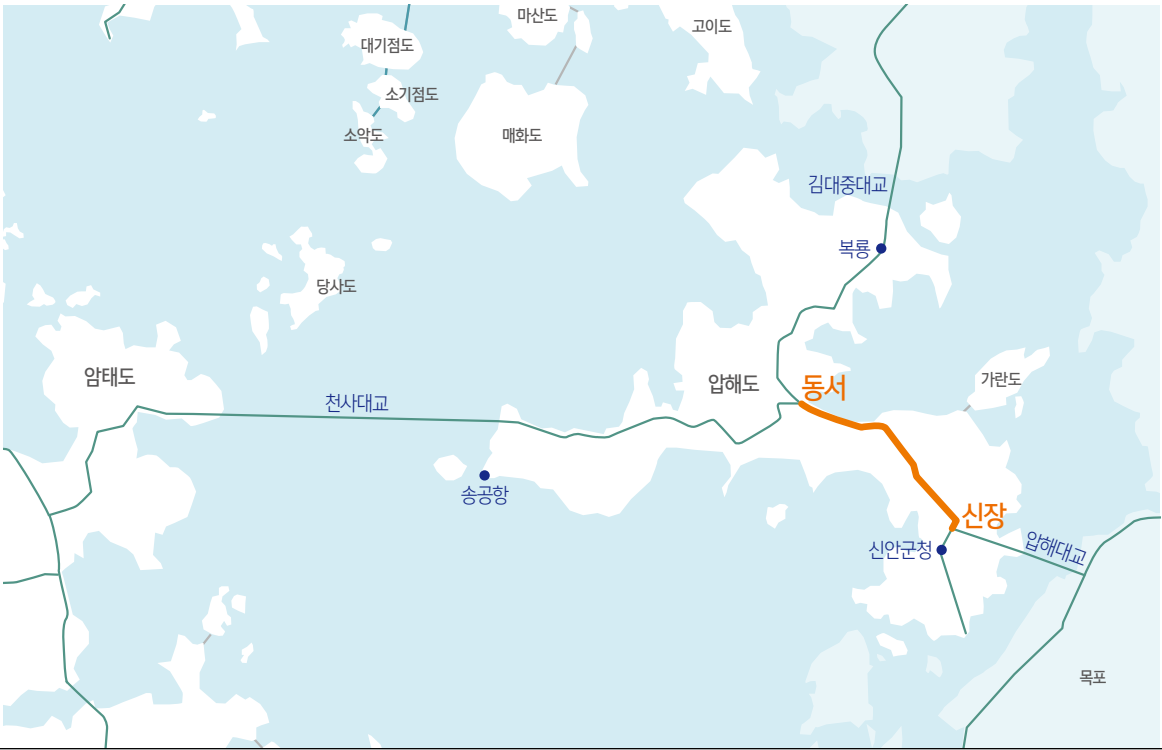 마산도
고이도
대기점도
소기점도
소악도
매화도
김대중대교
복룡
당사도
암태도
압해도
동서
가란도
천사대교
송공항
신장
신안군청
압해대교
목포